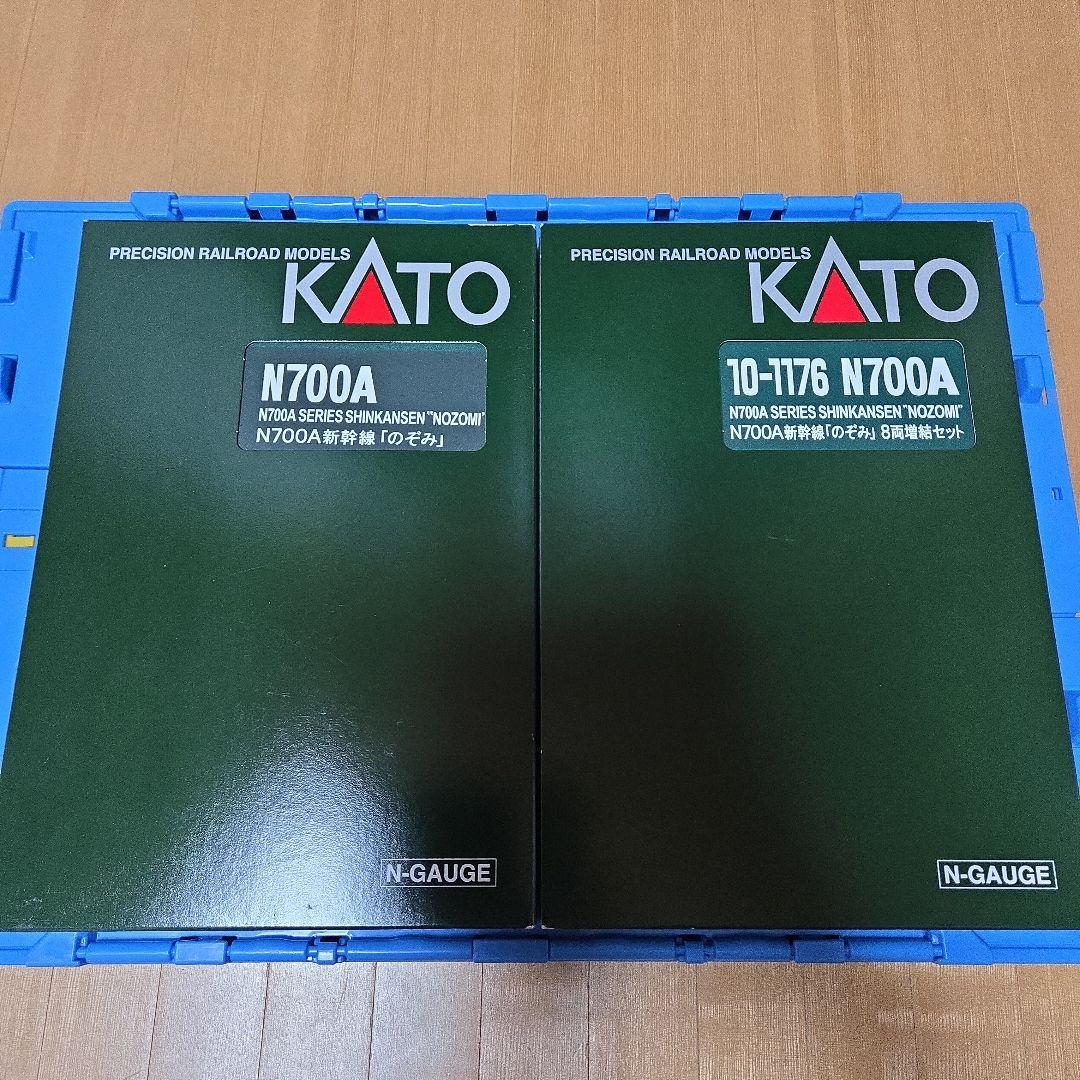 PRECISION RAILROAD MODELS
KATO
N700A
N700A SERIES SHINKANSEN "NOZOMI"
N700A新幹線「のぞみ」
N-GAUGE
PRECISION RAILROAD MODELS
KATO
10-1176 N700A
N700A SERIES SHINKANSEN "NOZOMI"
N700A新幹線「のぞみ」8両増結セット
N-GAUGE